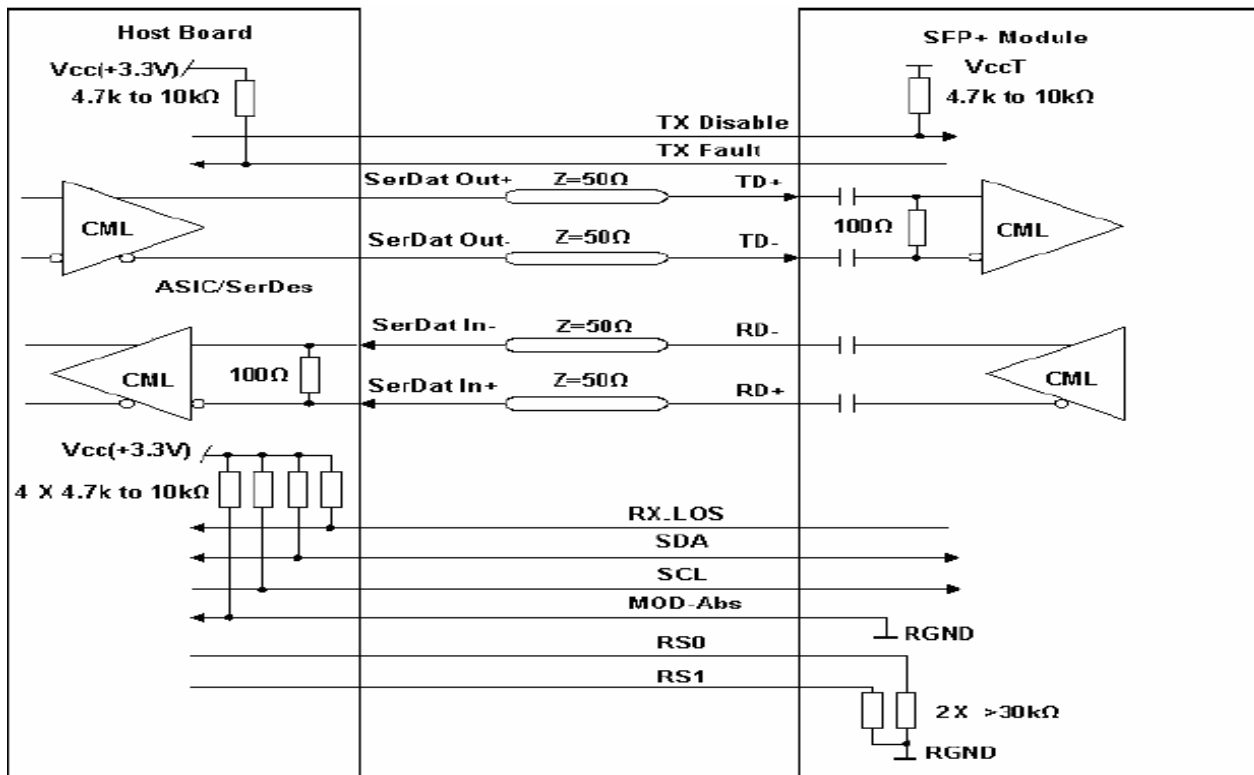 Host Board
SFP+ Module
Vcc(+3.3V)
4.7k to 10kΩ
VccT
4.7k to 10kΩ
TX Disable
TX Fault
SerDat Out+
Z=50Ω
TD+
CML
100Ω
CML
SerDat Out-
Z=50Ω
TD-
ASIC/SerDes
SerDat In-
Z=50Ω
RD-
CML
100Ω
CML
SerDat In+
Z=50Ω
RD+
Vcc(+3.3V)
4 X 4.7k to 10kΩ
RX_LOS
SDA
SCL
MOD-Abs
RGND
RS0
RS1
2X >30kΩ
RGND